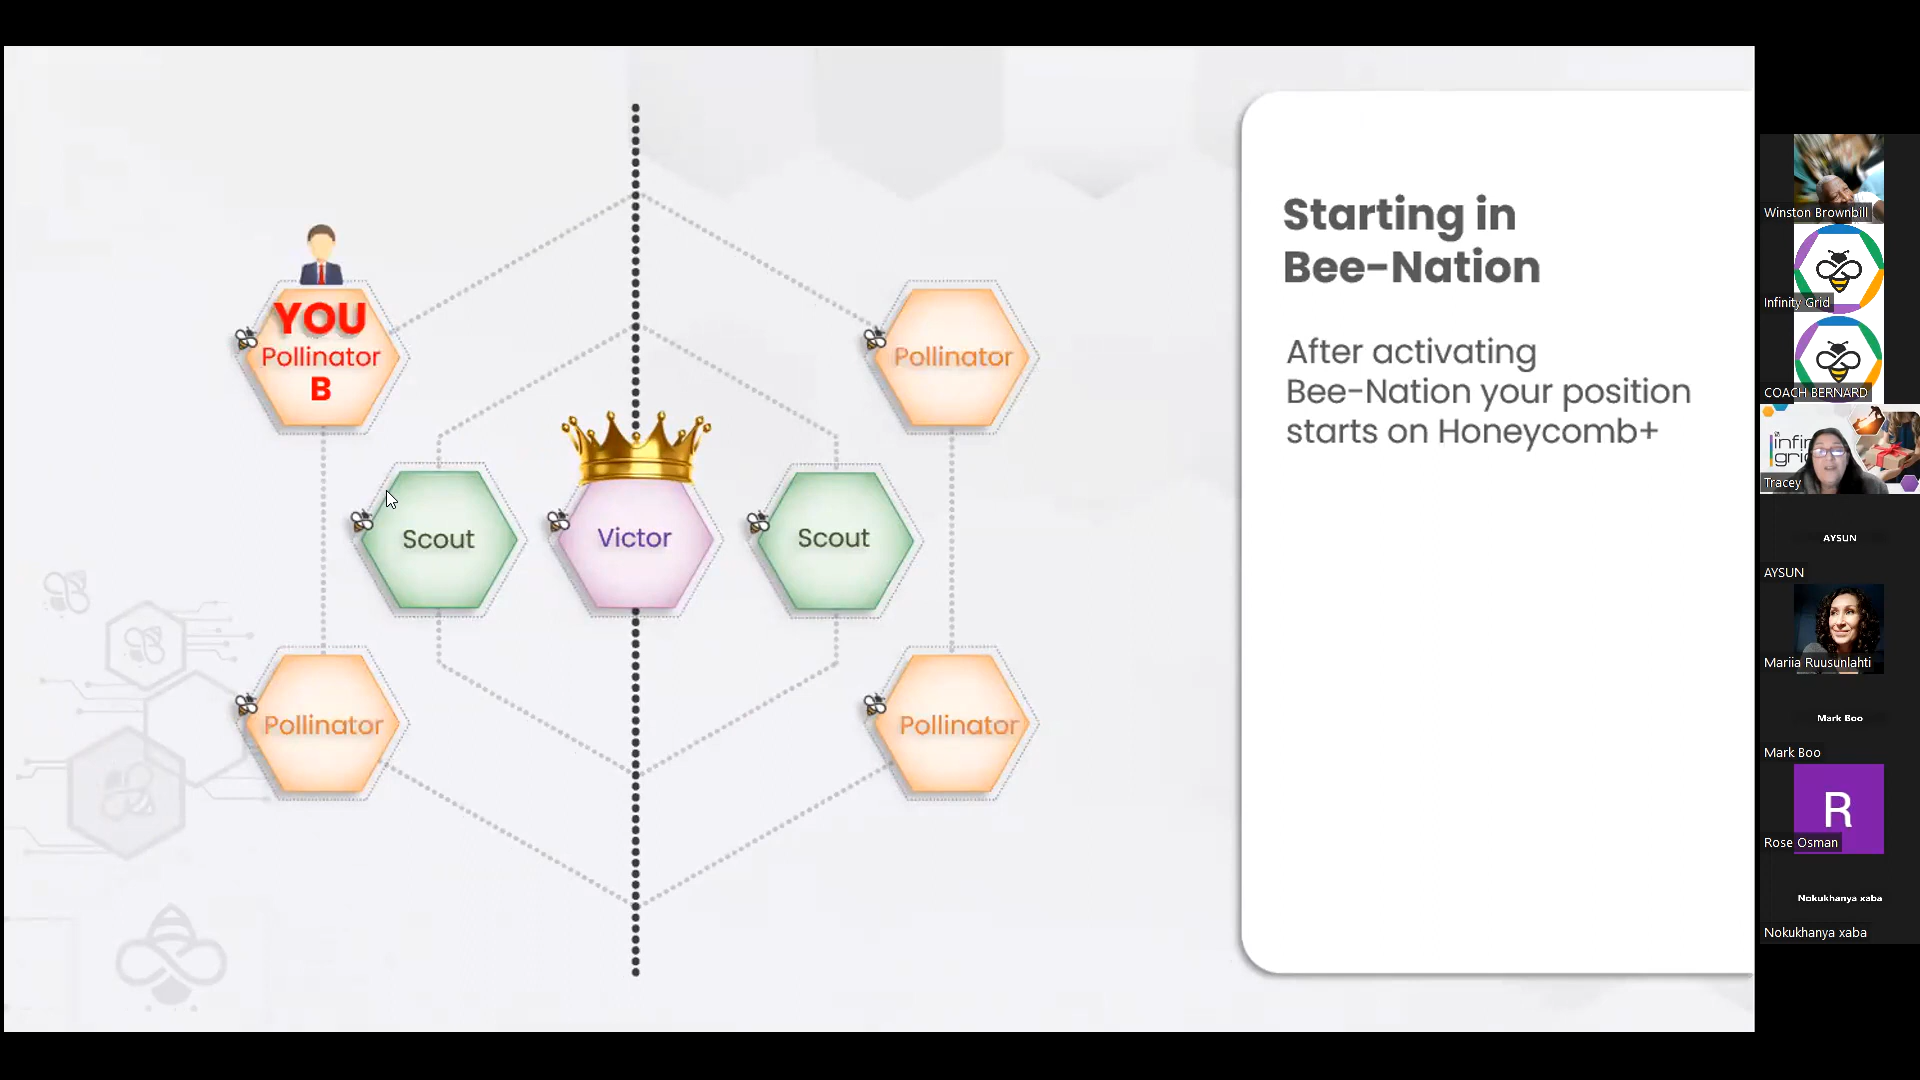 YOU
Pollinator
B
Pollinator
Scout
Victor
Scout
Pollinator
Pollinator
Starting in
Bee-Nation
After activating
Bee-Nation your position
starts on Honeycomb+
Winston Brownbill
Infinity Grid
COACH BERNARD
Tracey
AYSUN
AYSUN
Mariia Ruusunlahti
Mark Boo
Mark Boo
R
Rose Osman
Nokukhanya xaba
Nokukhanya xaba